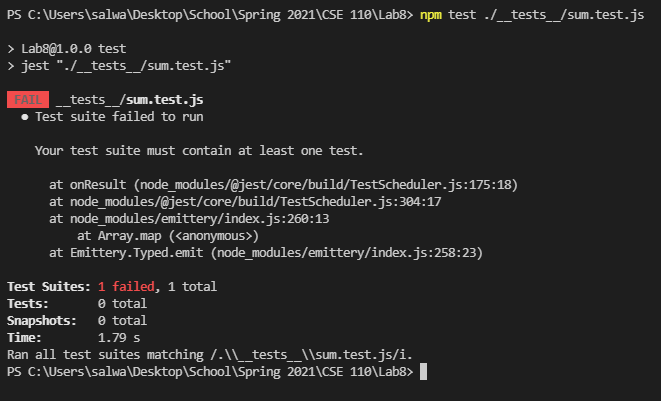 PS C:\Users\salwa\Desktop\School\Spring 2021\CSE 110\Lab8> npm test ./__tests__/sum.test.js
> Lab8@1.0.0 test
> jest "./__tests__/sum.test.js"
FAIL __tests__/sum.test.js
● Test suite failed to run
Your test suite must contain at least one test.
at onResult (node_modules/@jest/core/build/TestScheduler.js:175:18)
at node_modules/@jest/core/build/TestScheduler.js:304:17
at node_modules/emittery/index.js:260:13
at Array.map (<anonymous>)
at Emittery.Typed.emit (node_modules/emittery/index.js:258:23)
Test Suites: 1 failed, 1 total
Tests: 0 total
Snapshots: 0 total
Time: 1.79 s
Ran all test suites matching /.\\__tests__\\sum.test.js/i.
PS C:\Users\salwa\Desktop\School\Spring 2021\CSE 110\Lab8>